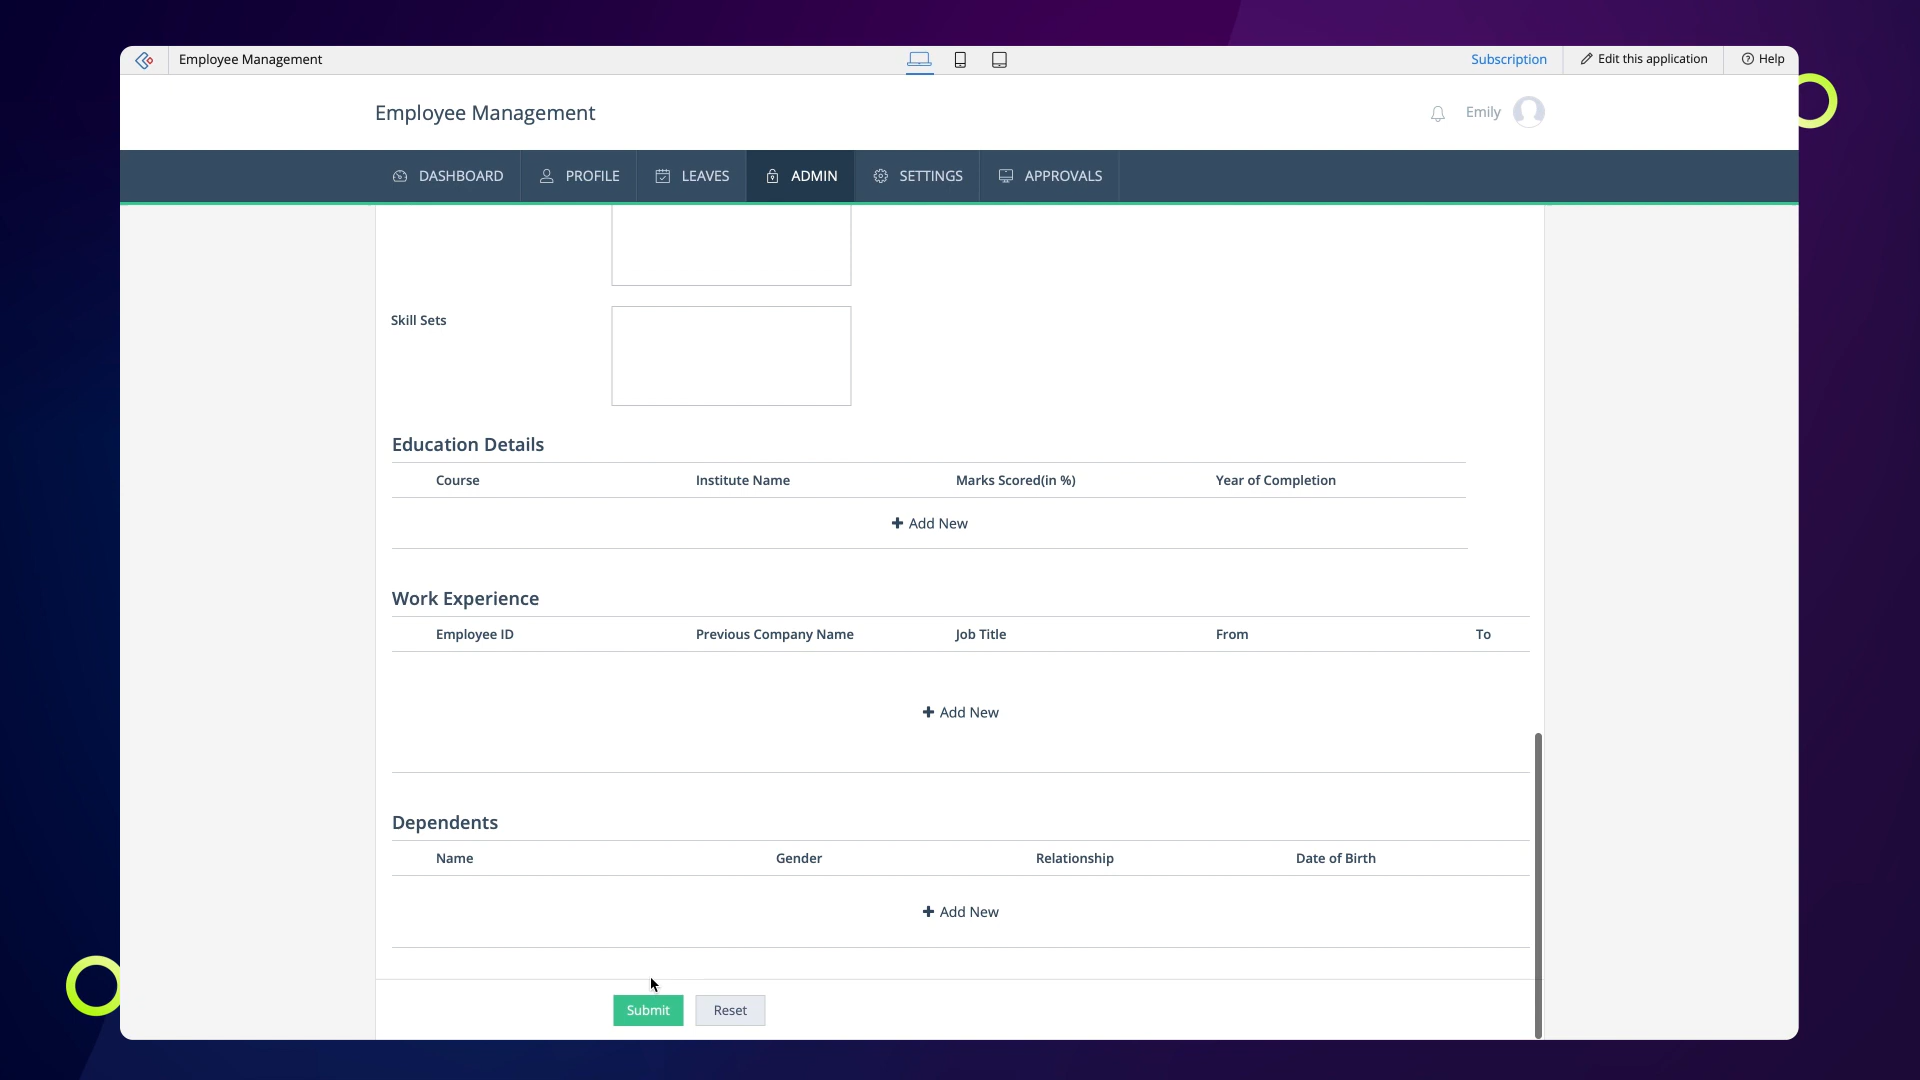 Employee Management
Subscription
Edit this application
Help
Employee Management
Emily
DASHBOARD
PROFILE
LEAVES
ADMIN
SETTINGS
APPROVALS
Skill Sets
Education Details
Course Institute Name Marks Scored(in %) Year of Completion
Add New
Work Experience
Employee ID Previous Company Name Job Title From To
Add New
Dependents
Name Gender Relationship Date of Birth
Add New
Submit Reset